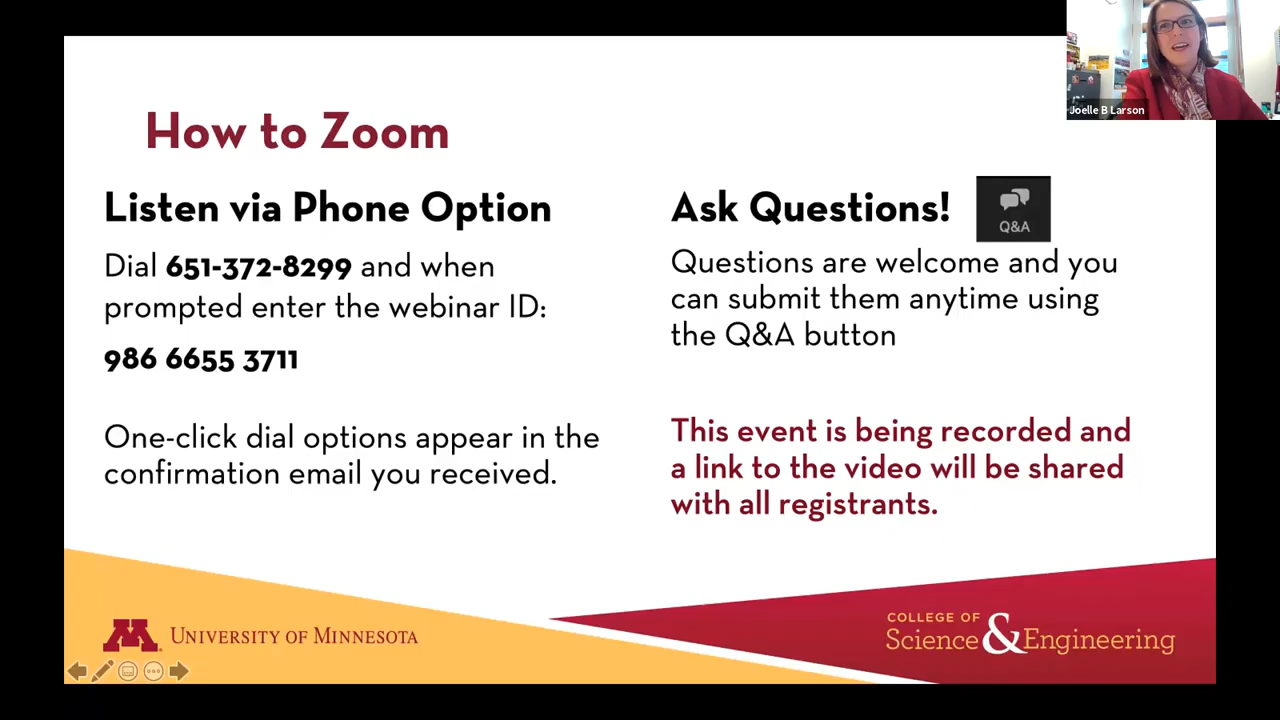 Joelle B Larson
How to Zoom
Listen via Phone Option
Dial 651-372-8299 and when
prompted enter the webinar ID:
986 6655 3711
One-click dial options appear in the
confirmation email you received.
Ask Questions!
Q&A
Questions are welcome and you
can submit them anytime using
the Q&A button
This event is being recorded and
a link to the video will be shared
with all registrants.
M
UNIVERSITY OF MINNESOTA
COLLEGE OF
Science & Engineering